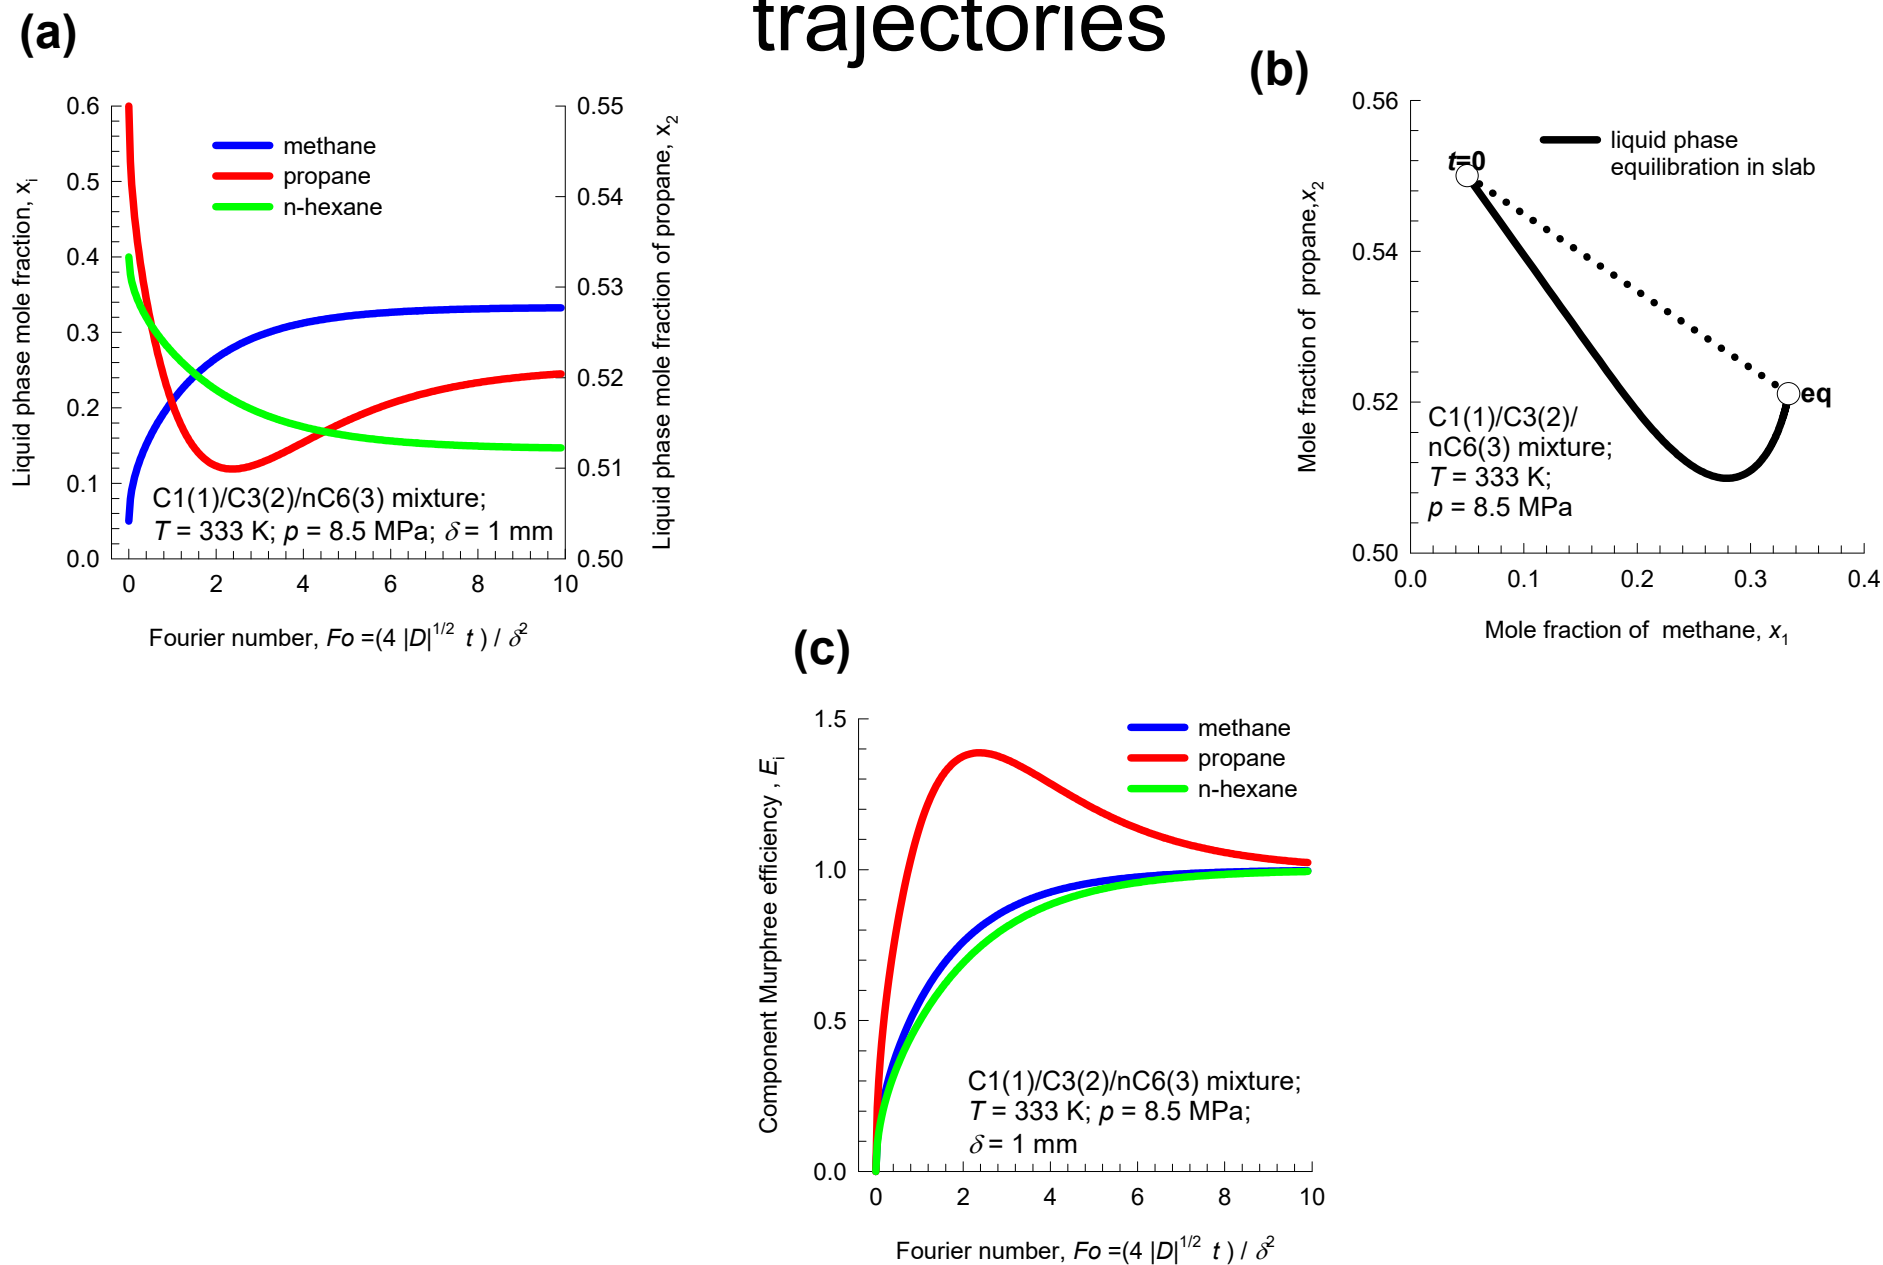 trajectories
(a)
0.6
0.5
0.4
0.3
0.2
0.1
0.0
Liquid phase mole fraction, xi
methane
propane
n-hexane
0.55
0.54
0.53
0.52
0.51
0.50
Liquid phase mole fraction of propane, x2
C1(1)/C3(2)/nC6(3) mixture;
T = 333 K; p = 8.5 MPa; δ = 1 mm
0 2 4 6 8 10
Fourier number, Fo =(4 |D|^1/2 t ) / δ^2
(b)
0.56
0.54
0.52
0.50
Mole fraction of propane,x2
t=0
liquid phase
equilibration in slab
eq
C1(1)/C3(2)/
nC6(3) mixture;
T = 333 K;
p = 8.5 MPa
0.0 0.1 0.2 0.3 0.4
Mole fraction of methane, x1
(c)
1.5
1.0
0.5
0.0
Component Murphree efficiency , Ei
methane
propane
n-hexane
C1(1)/C3(2)/nC6(3) mixture;
T = 333 K; p = 8.5 MPa;
δ = 1 mm
0 2 4 6 8 10
Fourier number, Fo =(4 |D|^1/2 t ) / δ^2